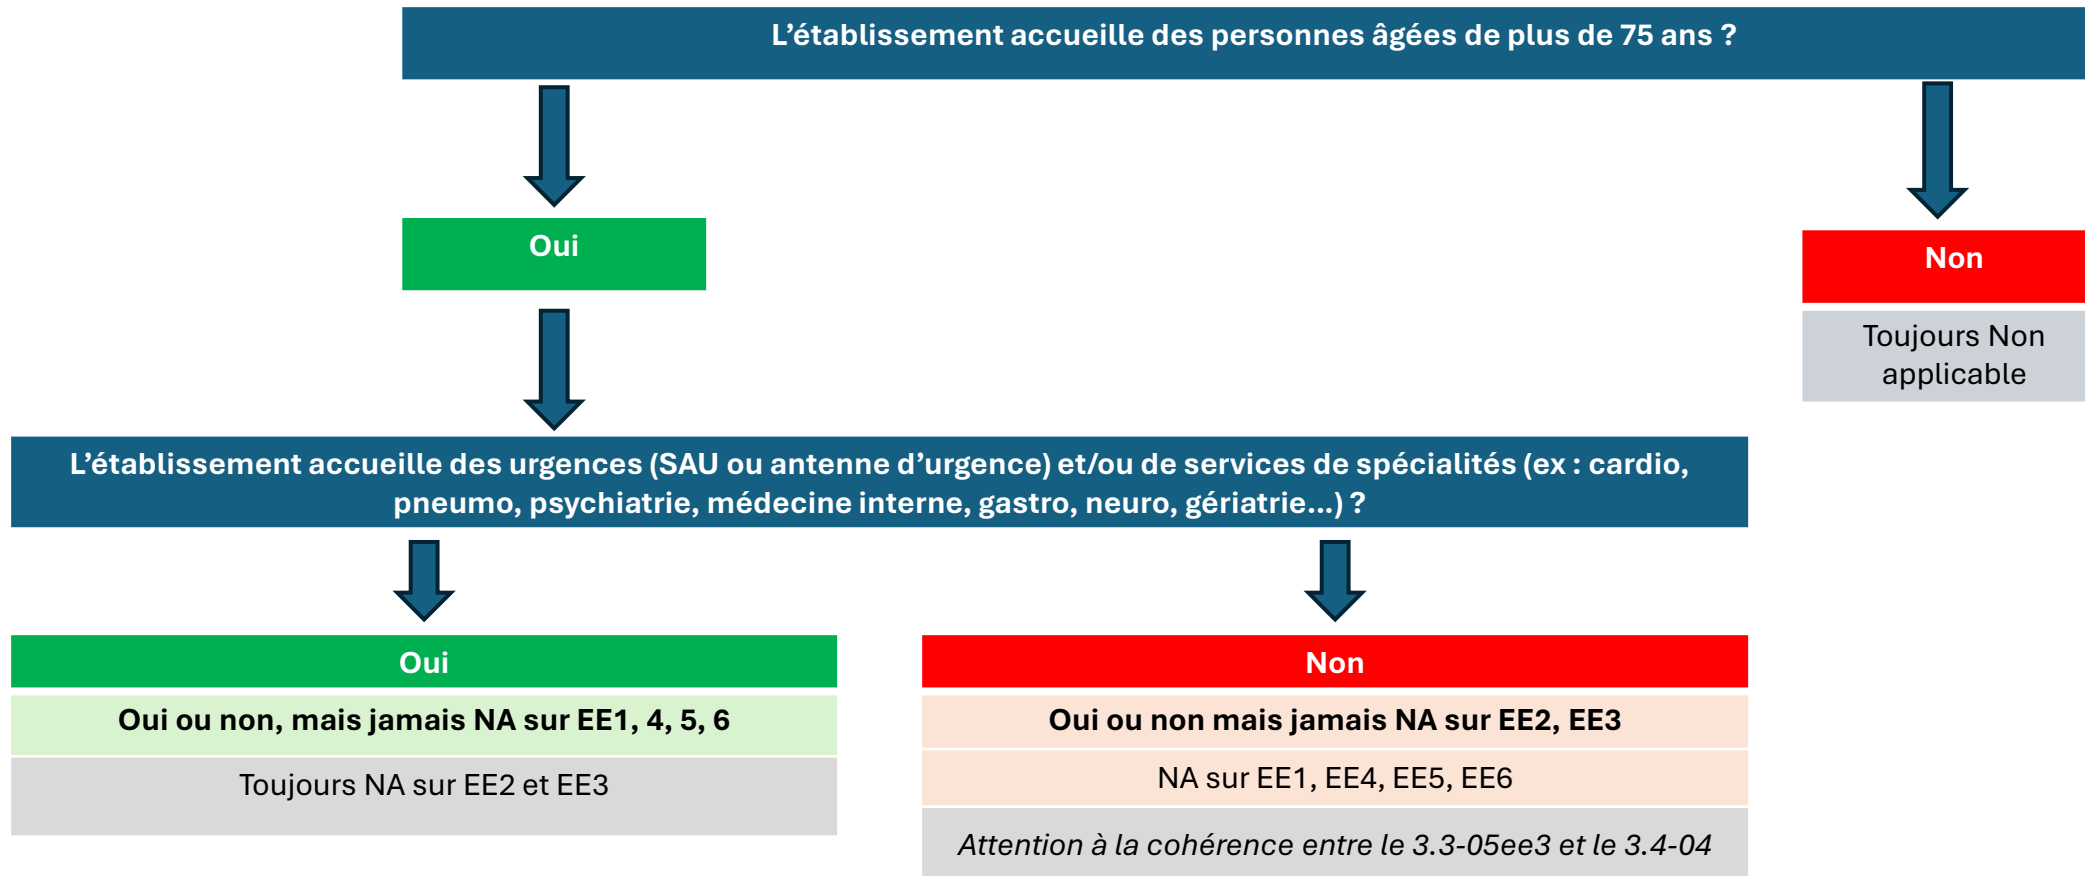 L’établissement accueille des personnes âgées de plus de 75 ans ?
Oui
Non
Toujours Non
applicable
L’établissement accueille des urgences (SAU ou antenne d’urgence) et/ou de services de spécialités (ex : cardio,
pneumo, psychiatrie, médecine interne, gastro, neuro, gériatrie…) ?
Oui
Oui ou non, mais jamais NA sur EE1, 4, 5, 6
Toujours NA sur EE2 et EE3
Non
Oui ou non mais jamais NA sur EE2, EE3
NA sur EE1, EE4, EE5, EE6
Attention à la cohérence entre le 3.3-05ee3 et le 3.4-04